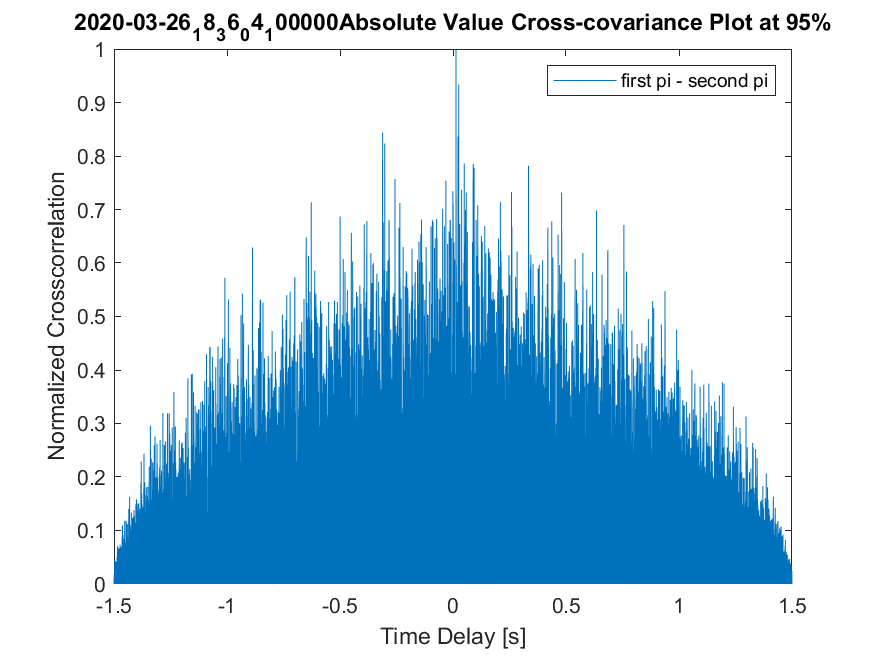 2020-03-26₁8₃6₀4₁00000Absolute Value Cross-covariance Plot at 95%
first pi - second pi
Normalized Crosscorrelation
1
0.9
0.8
0.7
0.6
0.5
0.4
0.3
0.2
0.1
0
-1.5 -1 -0.5 0 0.5 1 1.5
Time Delay [s]